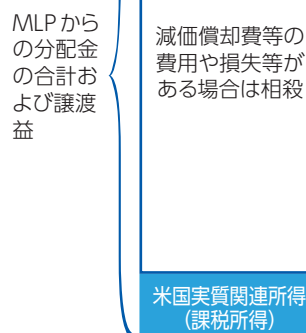 MLPから
の分配金
の合計お
よび譲渡
益
減価償却費等の
費用や損失等が
ある場合は相殺
米国実質関連所得
(課税所得)